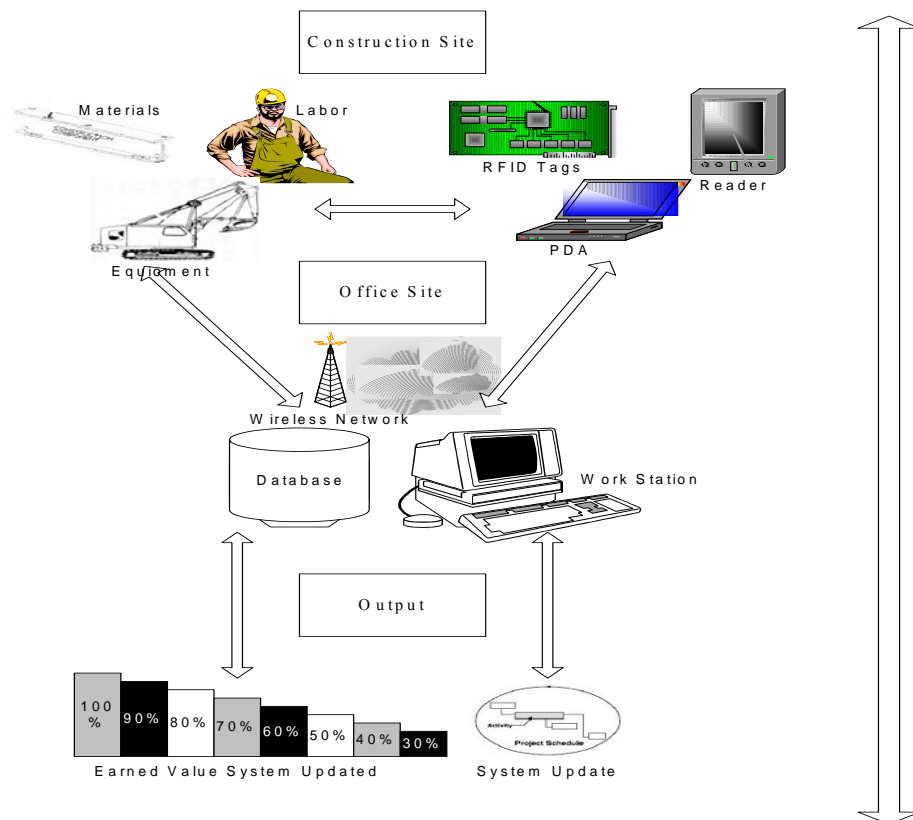 Construction Site
Materials
Labor
RFID Tags
Reader
Equipment
PDA
Office Site
Wireless Network
Database
Work Station
Output
100
%
90%
80%
70%
60%
50%
40%
30%
Activity
Project Schedule
Earned Value System Updated
System Update